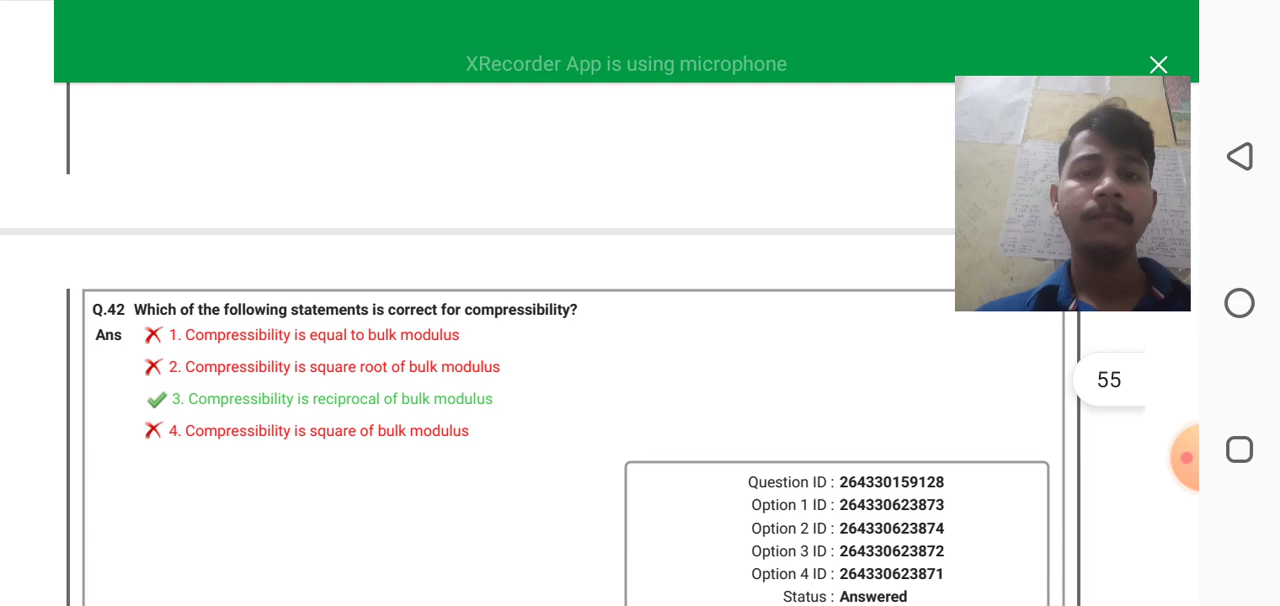 XRecorder App is using microphone
Q.42 Which of the following statements is correct for compressibility?
Ans 1. Compressibility is equal to bulk modulus
2. Compressibility is square root of bulk modulus
3. Compressibility is reciprocal of bulk modulus
4. Compressibility is square of bulk modulus
55
Question ID : 264330159128
Option 1 ID : 264330623873
Option 2 ID : 264330623874
Option 3 ID : 264330623872
Option 4 ID : 264330623871
Status : Answered